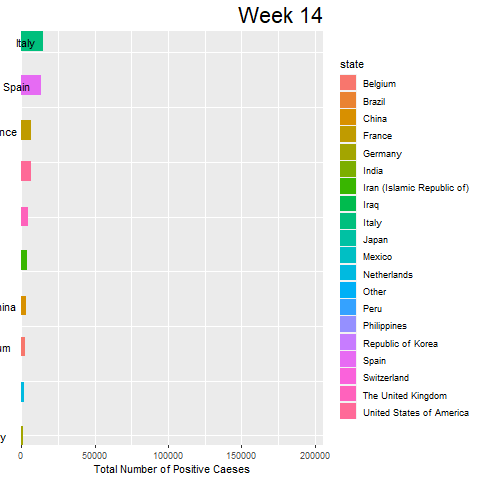 Week 14
Italy
Spain
nce
ina
um
y
0
50000
100000
150000
200000
Total Number of Positive Caeses
state
Belgium
Brazil
China
France
Germany
India
Iran (Islamic Republic of)
Iraq
Italy
Japan
Mexico
Netherlands
Other
Peru
Philippines
Republic of Korea
Spain
Switzerland
The United Kingdom
United States of America